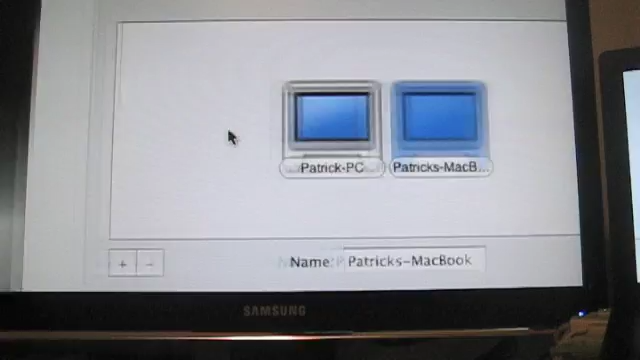 Patrick-PC
Patricks-MacB...
+
-
Name: Patricks-MacBook
SAMSUNG